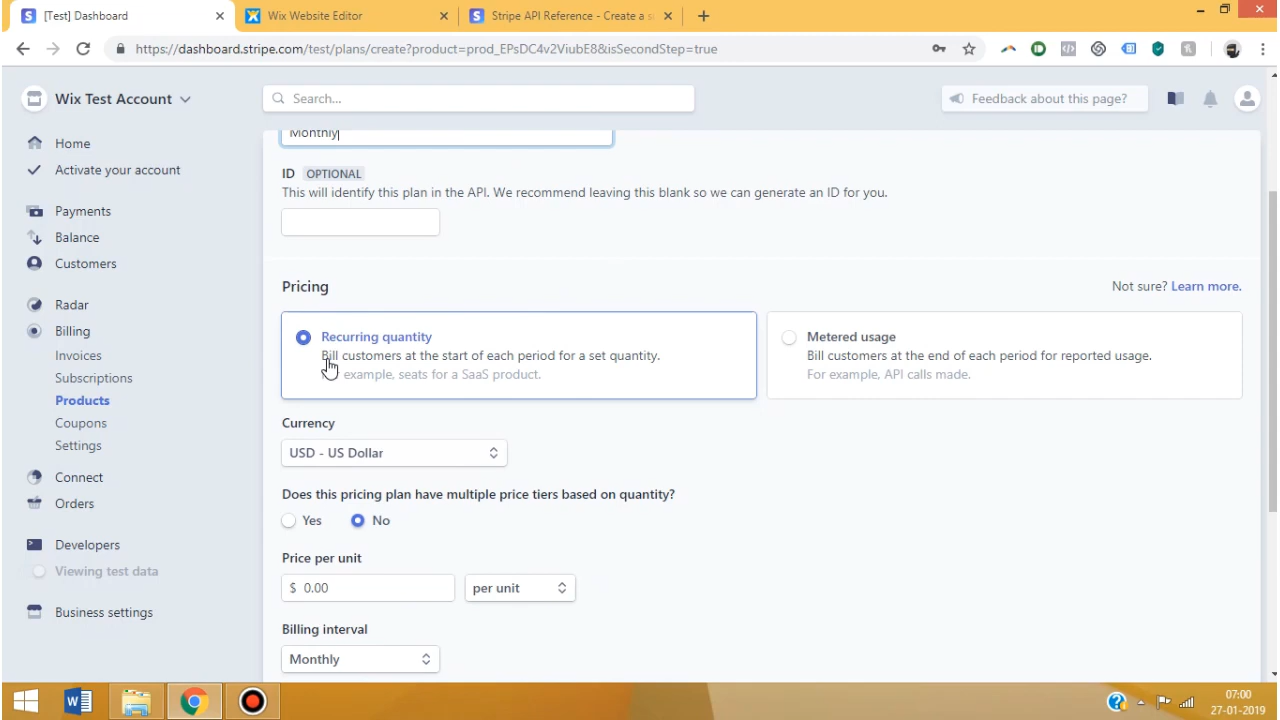 [Test] Dashboard
Wix Website Editor
Stripe API Reference - Create a s
https://dashboard.stripe.com/test/plans/create?product=prod_EPsDC4v2ViubE8&isSecondStep=true
Wix Test Account
Search...
Feedback about this page?
Monthly
Home
Activate your account
Payments
Balance
Customers
Radar
Billing
Invoices
Subscriptions
Products
Coupons
Settings
Connect
Orders
Developers
Viewing test data
Business settings
ID OPTIONAL
This will identify this plan in the API. We recommend leaving this blank so we can generate an ID for you.
Pricing
Not sure? Learn more.
Recurring quantity
Bill customers at the start of each period for a set quantity.
example, seats for a SaaS product.
Metered usage
Bill customers at the end of each period for reported usage.
For example, API calls made.
Currency
USD - US Dollar
Does this pricing plan have multiple price tiers based on quantity?
Yes No
Price per unit
$ 0.00 per unit
Billing interval
Monthly
07:00
27-01-2019